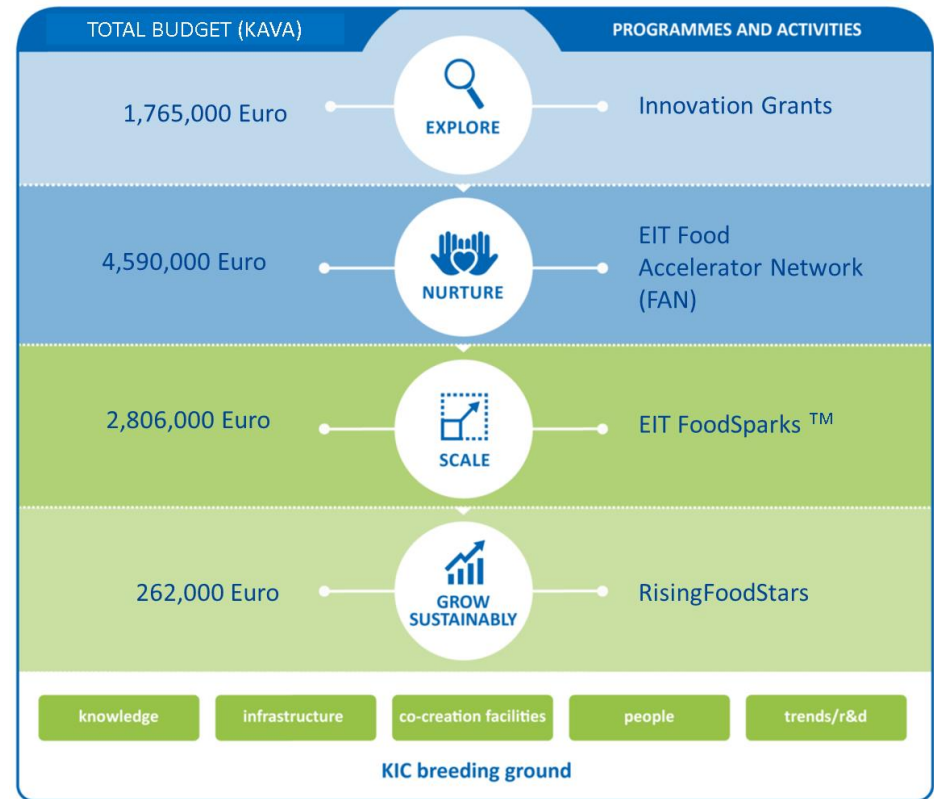 TOTAL BUDGET (KAVA)
PROGRAMMES AND ACTIVITIES
1,765,000 Euro
EXPLORE
Innovation Grants
4,590,000 Euro
NURTURE
EIT Food
Accelerator Network
(FAN)
2,806,000 Euro
SCALE
EIT FoodSparks ™
262,000 Euro
GROW
SUSTAINABLY
RisingFoodStars
knowledge
infrastructure
co-creation facilities
people
trends/r&d
KIC breeding ground